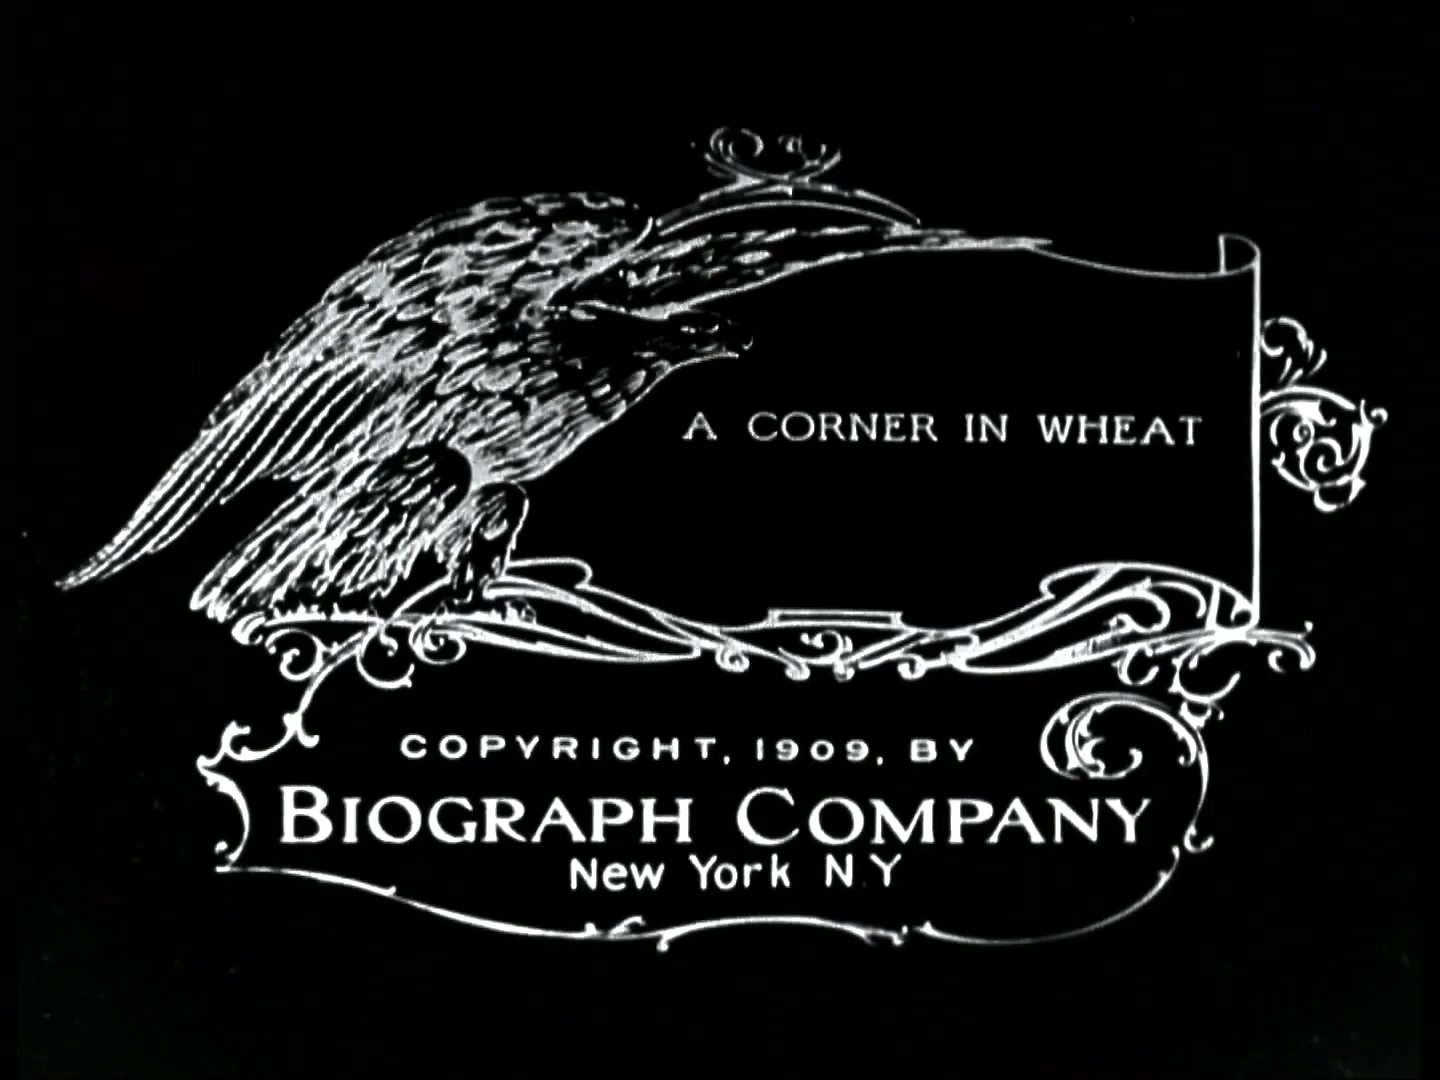 A CORNER IN WHEAT
COPYRIGHT, 1909, BY
BIOGRAPH COMPANY
New York N.Y